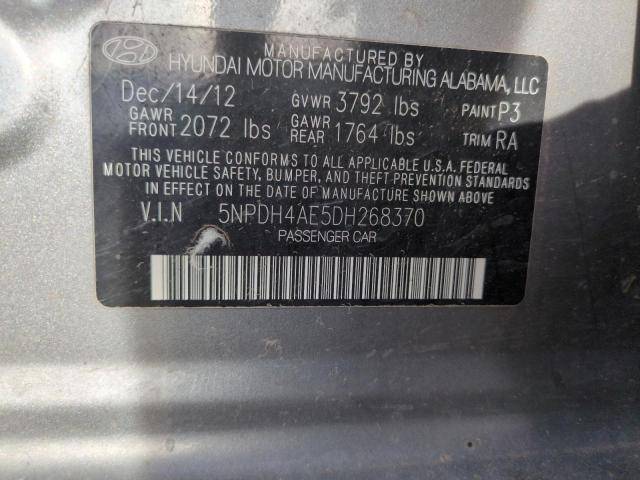 MANUFACTURED BY
HYUNDAI MOTOR MANUFACTURING ALABAMA, LLC
Dec/14/12 GVWR 3792 lbs PAINT P3
GAWR FRONT 2072 lbs GAWR REAR 1764 lbs TRIM RA
THIS VEHICLE CONFORMS TO ALL APPLICABLE U.S.A. FEDERAL
MOTOR VEHICLE SAFETY, BUMPER, AND THEFT PREVENTION STANDARDS
IN EFFECT ON THE DATE OF MANUFACTURE SHOWN ABOVE.
V.I.N 5NPDH4AE5DH268370
PASSENGER CAR